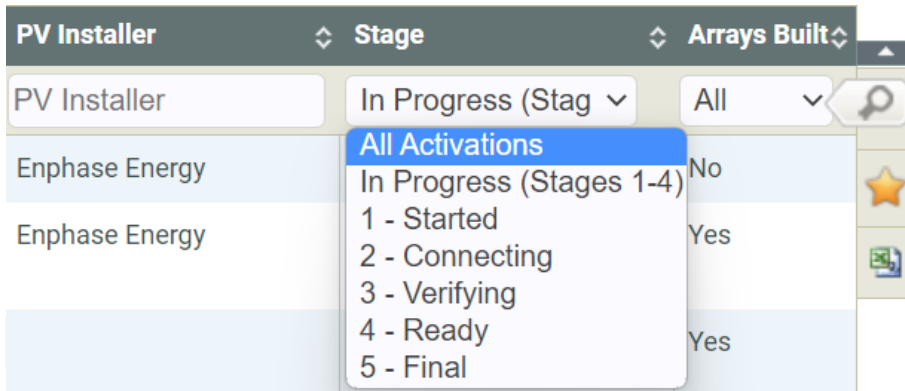 PV Installer Stage Arrays Built
PV Installer In Progress (Stag All
All Activations
Enphase Energy No
In Progress (Stages 1-4)
1 - Started
Enphase Energy Yes
2 - Connecting
3 - Verifying
4 - Ready
Yes
5 - Final